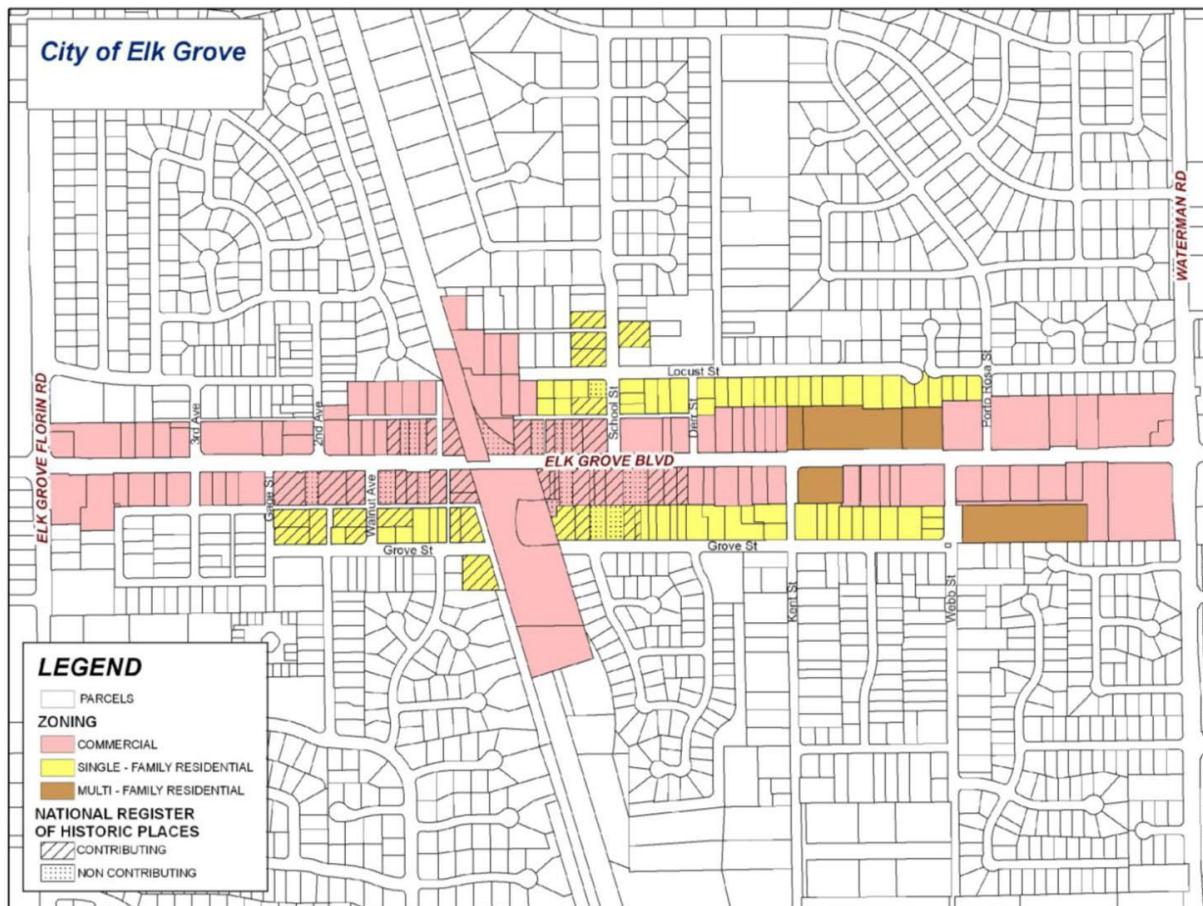 City of Elk Grove
WATERMAN RD
ELK GROVE FLORIN RD
3rd Ave
2nd Ave
Locust St
School St
Derr St
Porto Rosa St
ELK GROVE BLVD
Gage St
Walnut Ave
Grove St
Grove St
Kent St
Webb St
LEGEND
PARCELS
ZONING
COMMERCIAL
SINGLE - FAMILY RESIDENTIAL
MULTI - FAMILY RESIDENTIAL
NATIONAL REGISTER
OF HISTORIC PLACES
CONTRIBUTING
NON CONTRIBUTING